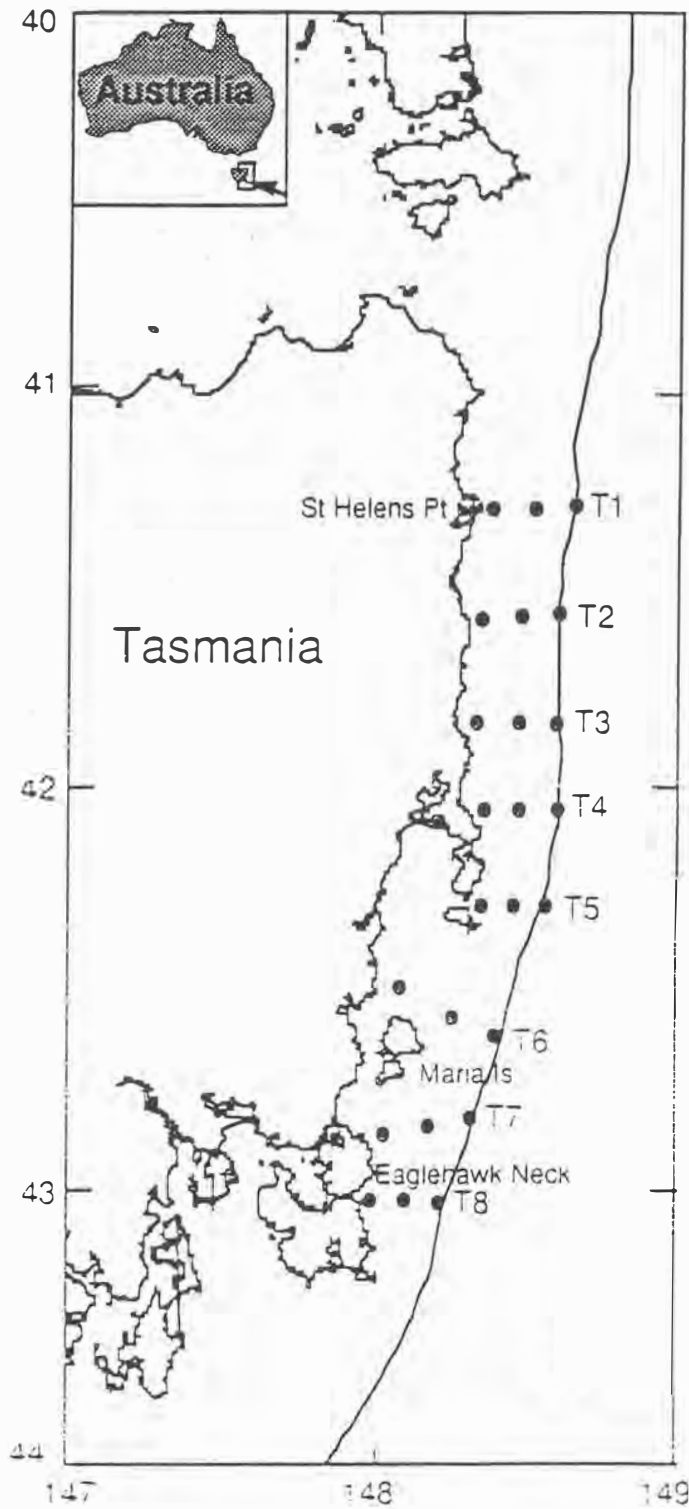 40
Australia
41
St Helens Pt
T1
Tasmania
T2
T3
42
T4
T5
T6
Maria Is
T7
Eaglehawk Neck
43
T8
44
147
148
149